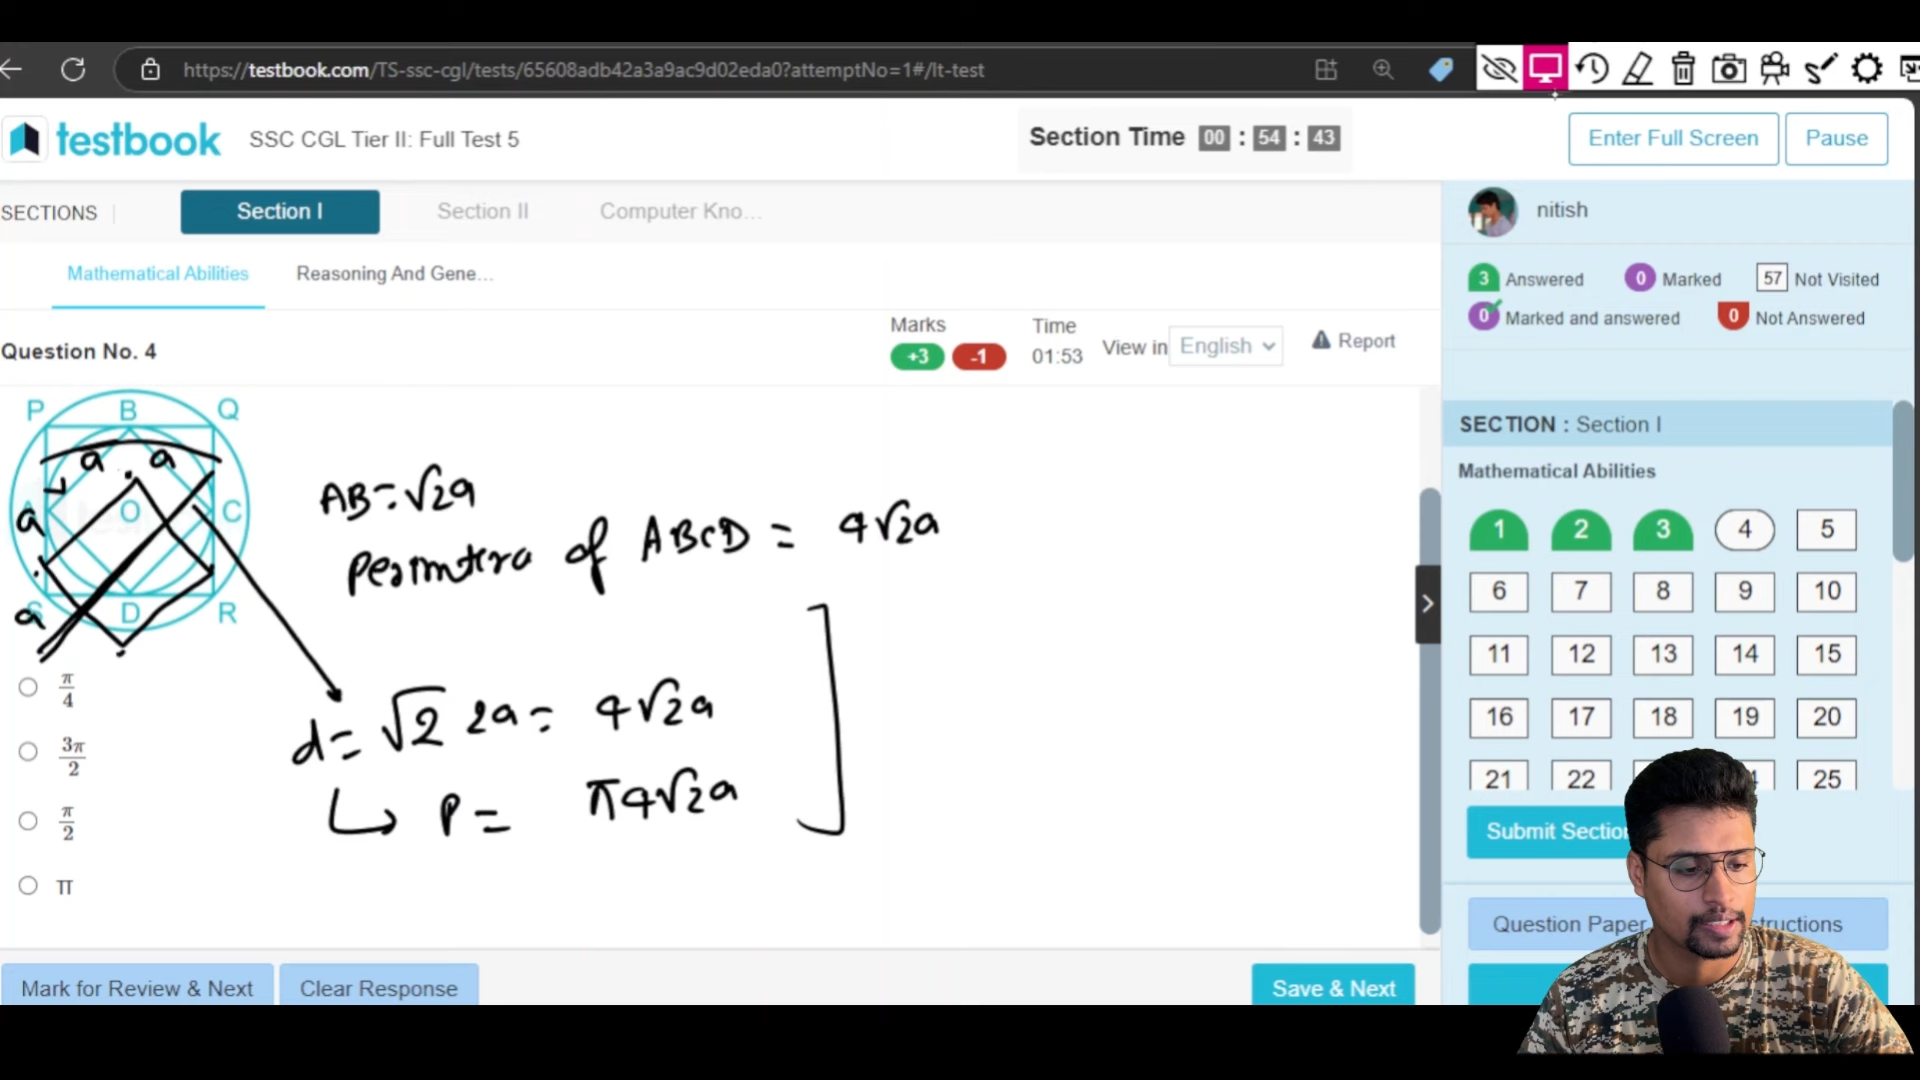 https://testbook.com/TS-ssc-cgl/tests/65608adb42a3a9ac9d02eda0?attemptNo=1#/lt-test
testbook
SSC CGL Tier II: Full Test 5
Section Time 00 : 54 : 43
Enter Full Screen
Pause
SECTIONS
Section I
Section II
Computer Kno...
nitish
Mathematical Abilities
Reasoning And Gene...
3 Answered
0 Marked
57 Not Visited
0 Marked and answered
0 Not Answered
Question No. 4
Marks
+3 -1
Time
01:53
View in English
Report
SECTION : Section I
Mathematical Abilities
1 2 3 4 5
6 7 8 9 10
11 12 13 14 15
16 17 18 19 20
21 22 25
P B Q
a a
a O C
a D R
AB=√2a
of ABCD = 4√2a
d= √2 2a= 4√2a
P= π4√2a
π/4
3π/2
π/2
π
Question Paper
Mark for Review & Next
Clear Response
Save & Next